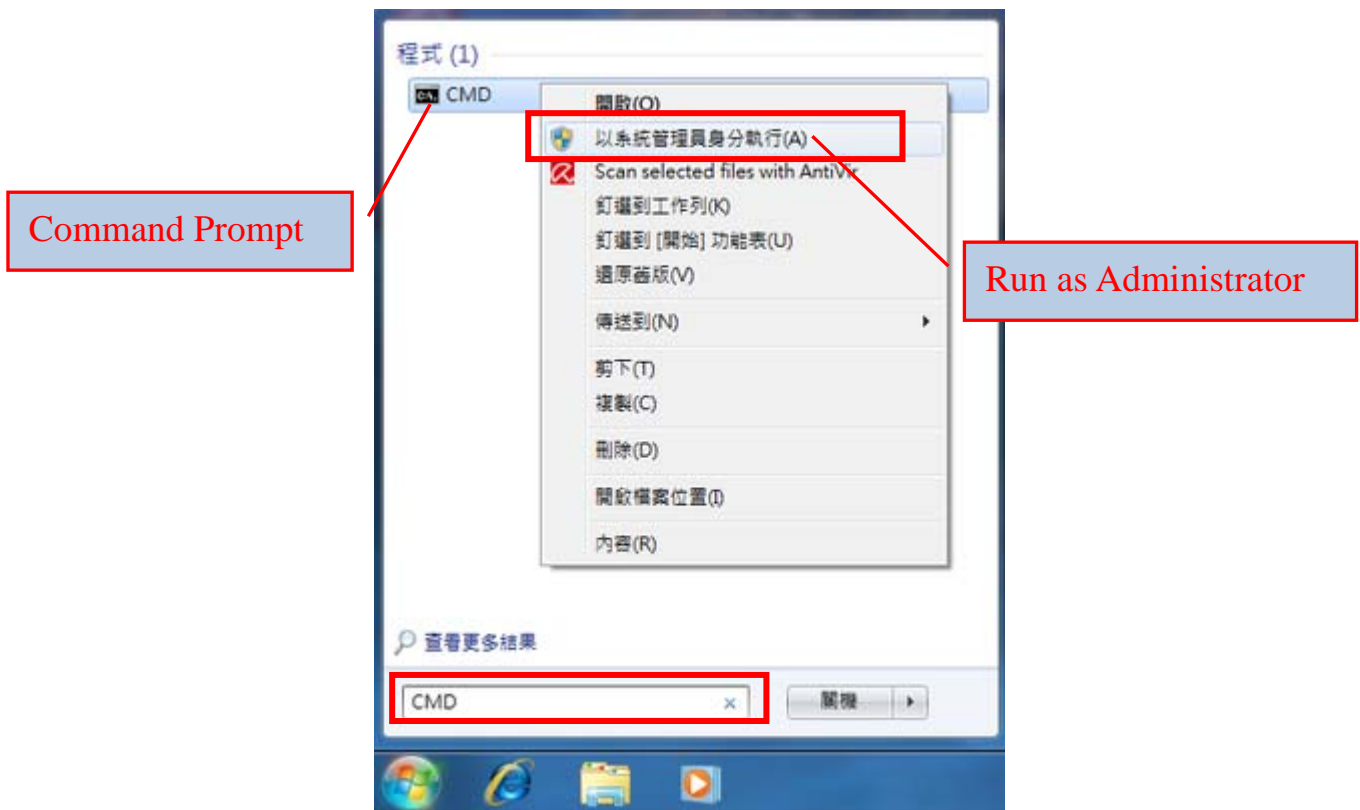 程式 (1)
CMD
開啟(O)
以系統管理員身分執行(A)
Scan selected files with AntiVir
釘選到工作列(K)
釘選到 [開始] 功能表(U)
還原舊版(V)
傳送到(N)
剪下(T)
複製(C)
刪除(D)
開啟檔案位置(I)
內容(R)
Command Prompt
Run as Administrator
查看更多結果
CMD
關機